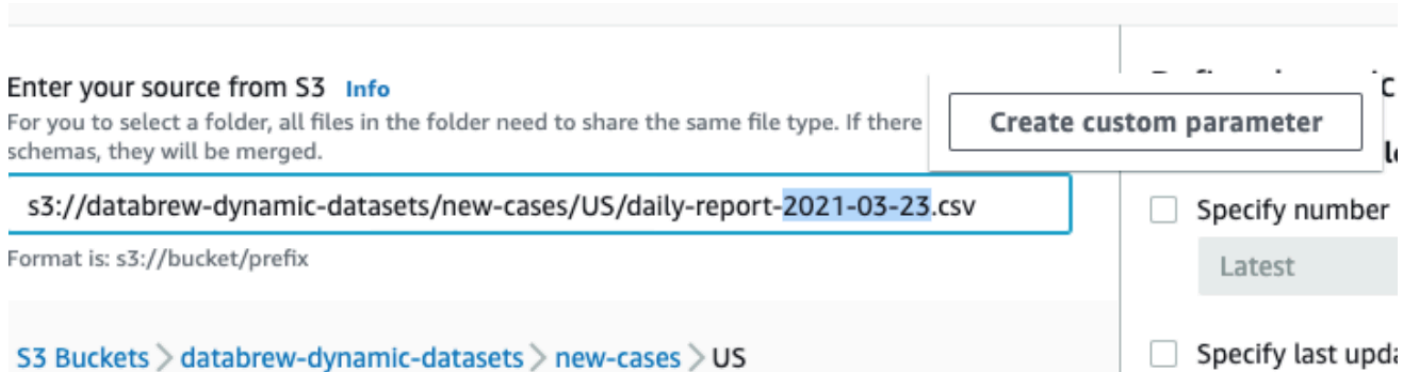 Enter your source from S3 Info
For you to select a folder, all files in the folder need to share the same file type. If there
schemas, they will be merged.
s3://databrew-dynamic-datasets/new-cases/US/daily-report-2021-03-23.csv
Format is: s3://bucket/prefix
S3 Buckets > databrew-dynamic-datasets > new-cases > US
Create custom parameter
Specify number
Latest
Specify last upda